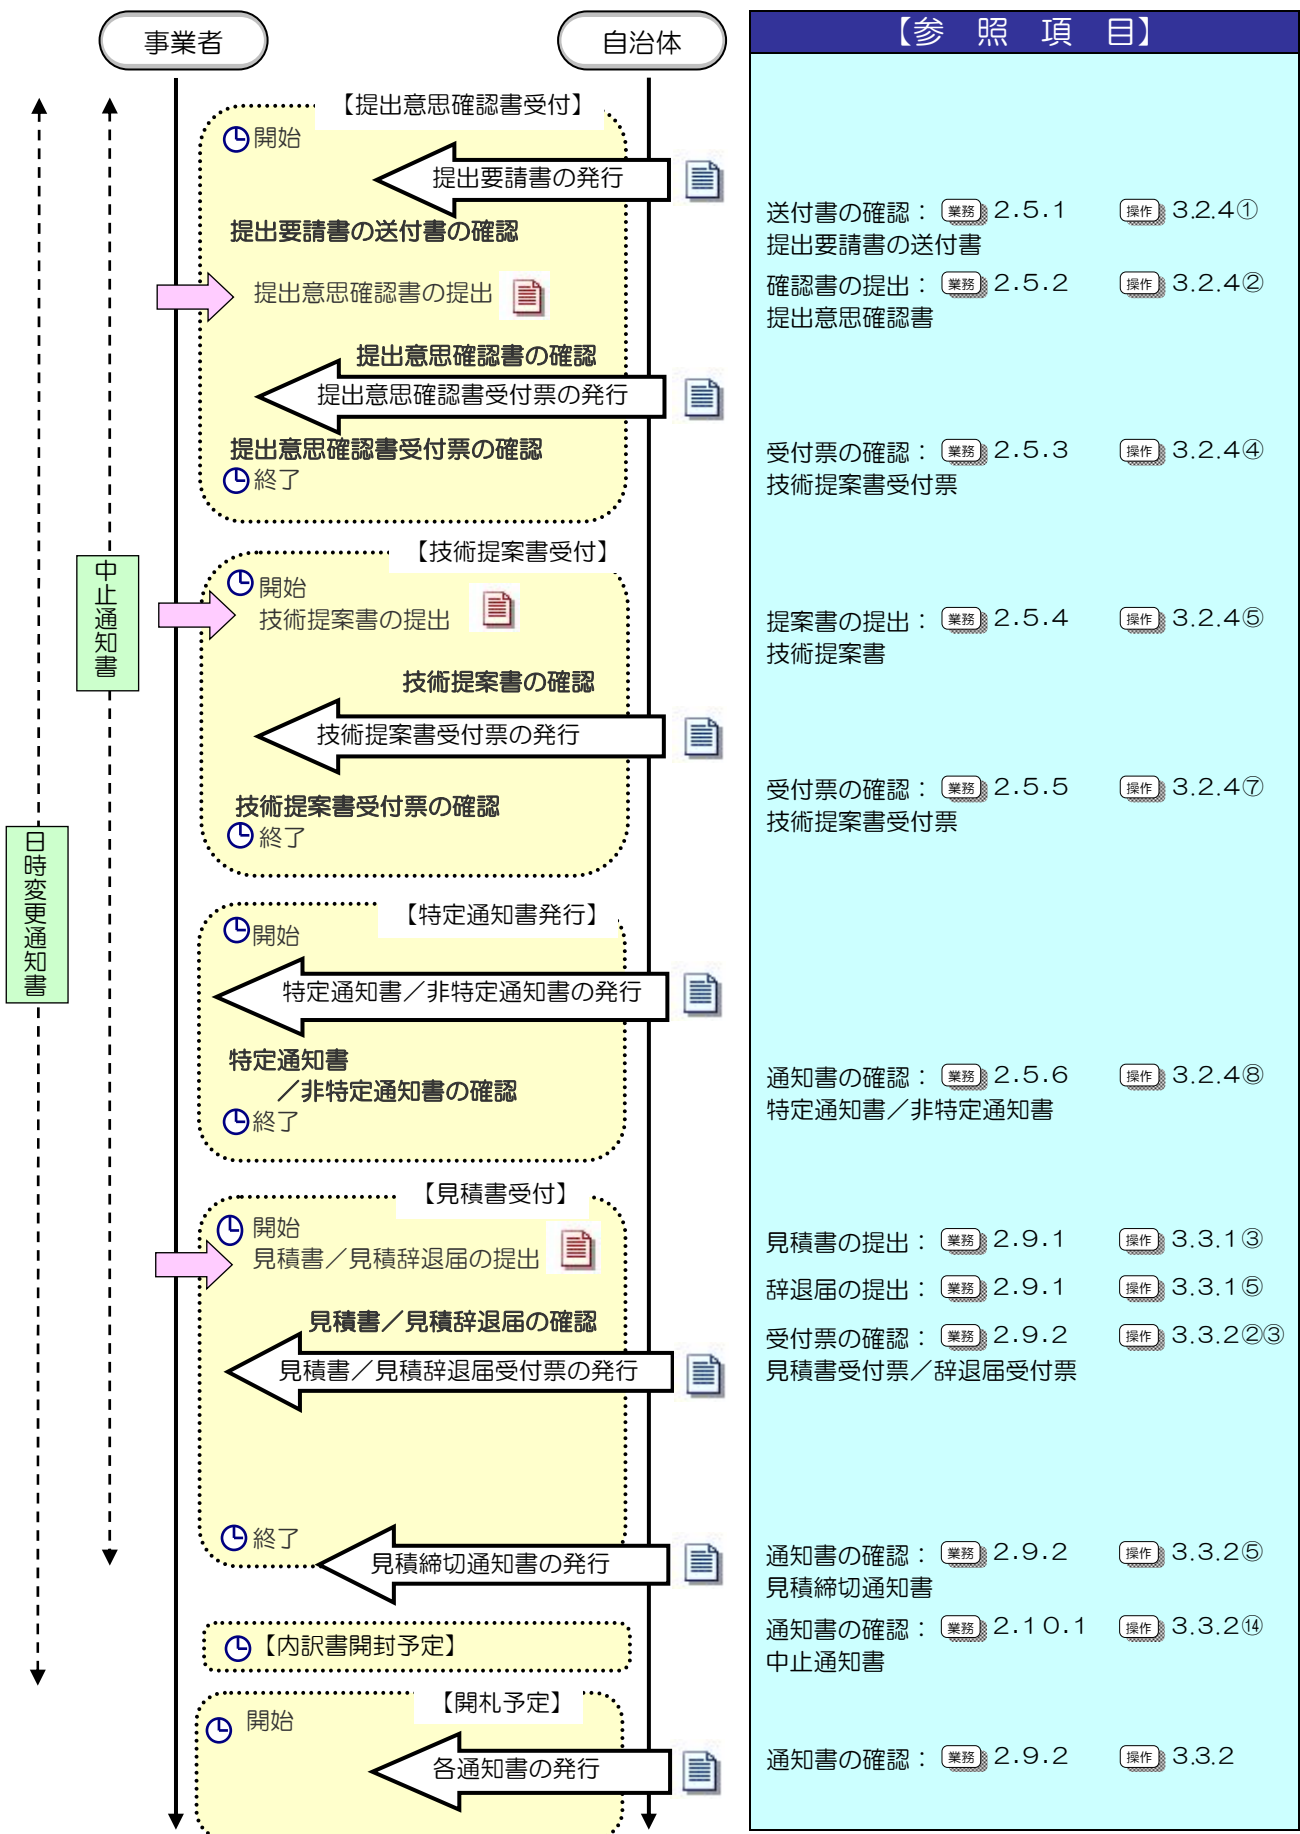 事業者
自治体
【提出意思確認書受付】
開始
提出要請書の発行
提出要請書の送付書の確認
提出意思確認書の提出
提出意思確認書の確認
提出意思確認書受付票の発行
提出意思確認書受付票の確認
終了
【技術提案書受付】
開始
技術提案書の提出
技術提案書の確認
技術提案書受付票の発行
技術提案書受付票の確認
終了
【特定通知書発行】
開始
特定通知書／非特定通知書の発行
特定通知書
／非特定通知書の確認
終了
【見積書受付】
開始
見積書／見積辞退届の提出
見積書／見積辞退届の確認
見積書／見積辞退届受付票の発行
終了
見積締切通知書の発行
【内訳書開封予定】
【開札予定】
開始
各通知書の発行
中止通知書
日時変更通知書
【参　照　項　目】
送付書の確認： 業務 2.5.1 操作 3.2.4①
提出要請書の送付書
確認書の提出： 業務 2.5.2 操作 3.2.4②
提出意思確認書
受付票の確認： 業務 2.5.3 操作 3.2.4④
技術提案書受付票
提案書の提出： 業務 2.5.4 操作 3.2.4⑤
技術提案書
受付票の確認： 業務 2.5.5 操作 3.2.4⑦
技術提案書受付票
通知書の確認： 業務 2.5.6 操作 3.2.4⑧
特定通知書／非特定通知書
見積書の提出： 業務 2.9.1 操作 3.3.1③
辞退届の提出： 業務 2.9.1 操作 3.3.1⑤
受付票の確認： 業務 2.9.2 操作 3.3.2②③
見積書受付票／辞退届受付票
通知書の確認： 業務 2.9.2 操作 3.3.2⑤
見積締切通知書
通知書の確認： 業務 2.10.1 操作 3.3.2⑭
中止通知書
通知書の確認： 業務 2.9.2 操作 3.3.2